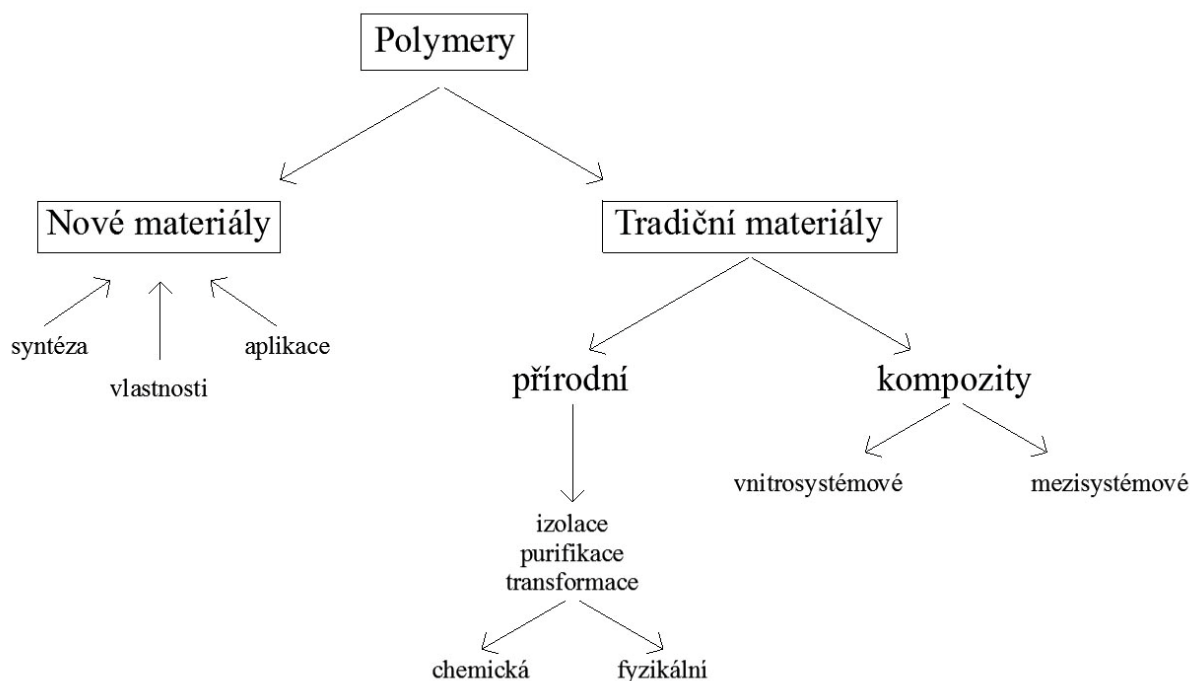 Polymery
Nové materiály
Tradiční materiály
syntéza
aplikace
vlastnosti
přírodní
kompozity
vnitrosystémové
mezisystémové
izolace
purifikace
transformace
chemická
fyzikální